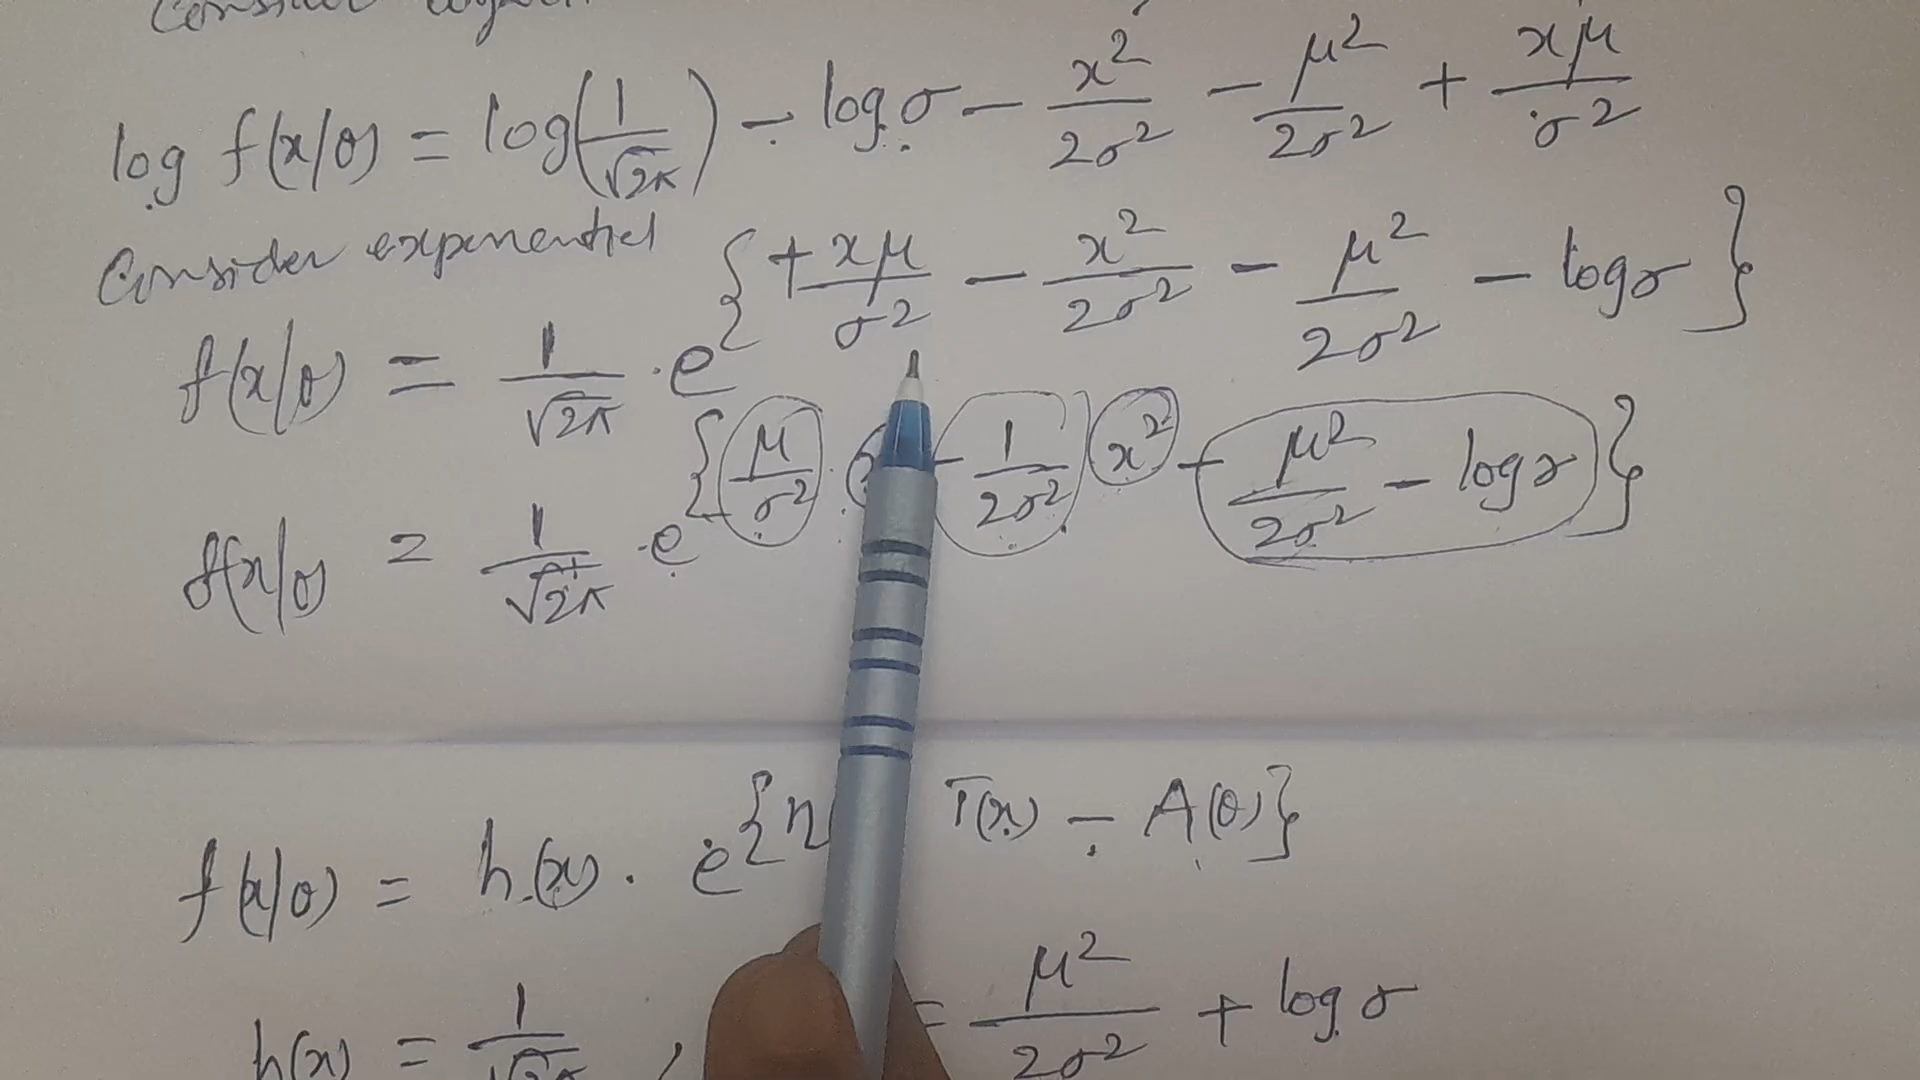 Consider
log f(x/θ) = log(1/√2π) - log σ - x²/2σ² - μ²/2σ² + xμ/σ²
Consider exponential
f(x/θ) = 1/√2π · e^{+xμ/σ² - x²/2σ² - μ²/2σ² - log σ}
f(x/θ) = 1/√2π · e^{μ/σ² · - 1/2σ² x² - μ²/2σ² - log σ}
f(x/θ) = h(x) · e^{η T(x) - A(θ)}
h(x) = 1/√2π , = μ²/2σ² + log σ